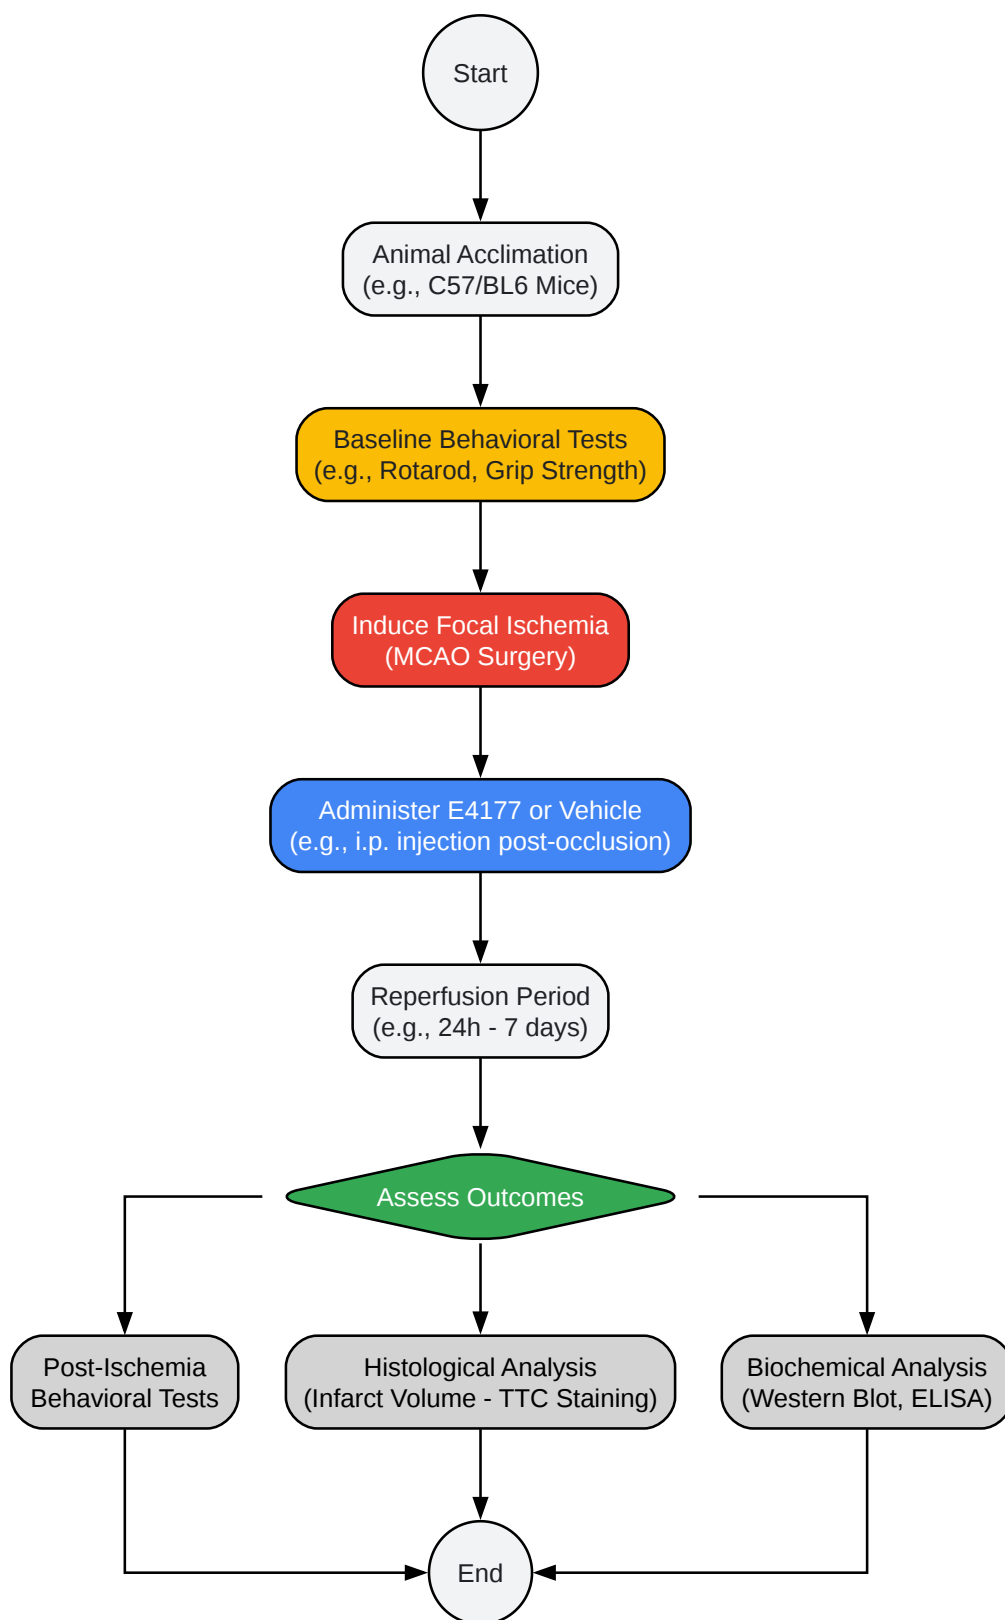 Start
Animal Acclimation
(e.g., C57/BL6 Mice)
Baseline Behavioral Tests
(e.g., Rotarod, Grip Strength)
Induce Focal Ischemia
(MCAO Surgery)
Administer E4177 or Vehicle
(e.g., i.p. injection post-occlusion)
Reperfusion Period
(e.g., 24h - 7 days)
Assess Outcomes
Post-Ischemia
Behavioral Tests
Histological Analysis
(Infarct Volume - TTC Staining)
Biochemical Analysis
(Western Blot, ELISA)
End